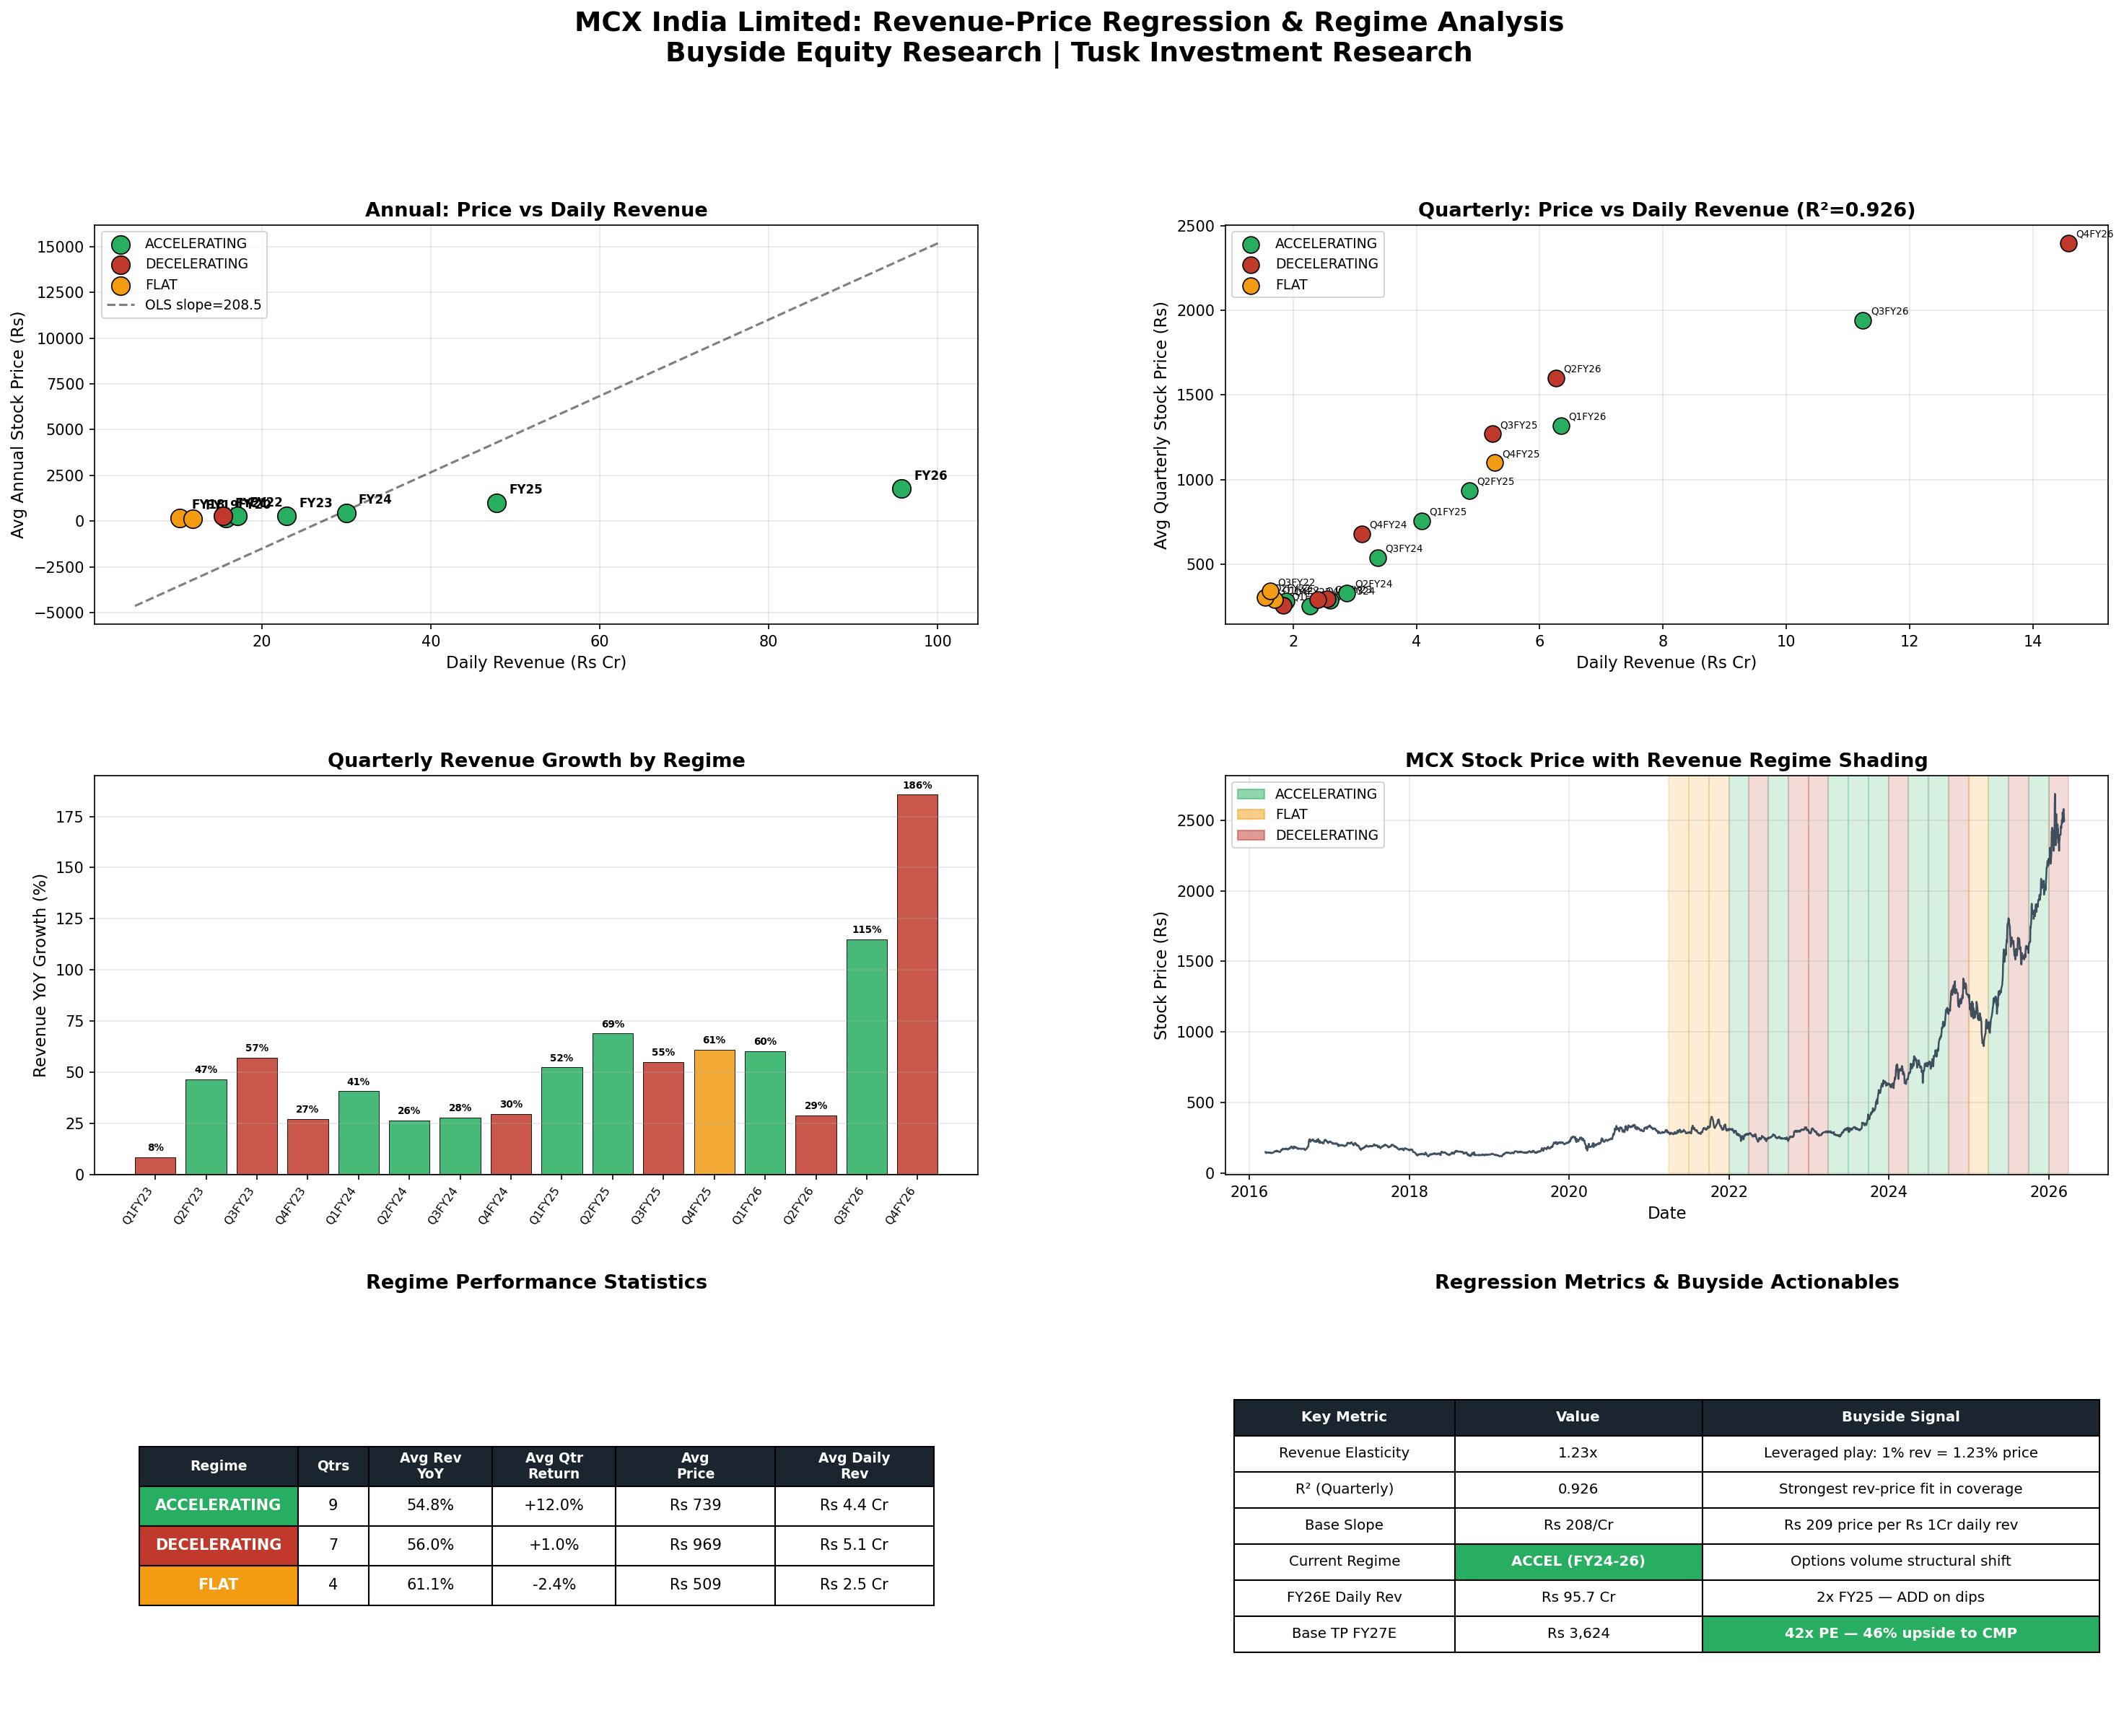 MCX India Limited: Revenue-Price Regression & Regime Analysis
Buyside Equity Research | Tusk Investment Research
Annual: Price vs Daily Revenue
ACCELERATING
DECELERATING
FLAT
OLS slope=208.5
Avg Annual Stock Price (Rs)
15000
12500
10000
7500
5000
2500
0
−2500
−5000
FY22
FY23
FY24
FY25
FY26
20
40
60
80
100
Daily Revenue (Rs Cr)
Quarterly: Price vs Daily Revenue (R²=0.926)
ACCELERATING
DECELERATING
FLAT
Avg Quarterly Stock Price (Rs)
2500
2000
1500
1000
500
Q4FY26
Q3FY26
Q2FY26
Q1FY26
Q3FY25
Q4FY25
Q2FY25
Q1FY25
Q4FY24
Q3FY24
Q2FY24
Q3FY22
2
4
6
8
10
12
14
Daily Revenue (Rs Cr)
Quarterly Revenue Growth by Regime
Revenue YoY Growth (%)
175
150
125
100
75
50
25
0
8%
47%
57%
27%
41%
26%
28%
30%
52%
69%
55%
61%
60%
29%
115%
186%
Q1FY23
Q2FY23
Q3FY23
Q4FY23
Q1FY24
Q2FY24
Q3FY24
Q4FY24
Q1FY25
Q2FY25
Q3FY25
Q4FY25
Q1FY26
Q2FY26
Q3FY26
Q4FY26
MCX Stock Price with Revenue Regime Shading
ACCELERATING
FLAT
DECELERATING
Stock Price (Rs)
2500
2000
1500
1000
500
0
2016
2018
2020
2022
2024
2026
Date
Regime Performance Statistics
Regime Qtrs Avg Rev YoY Avg Qtr Return Avg Price Avg Daily Rev
ACCELERATING 9 54.8% +12.0% Rs 739 Rs 4.4 Cr
DECELERATING 7 56.0% +1.0% Rs 969 Rs 5.1 Cr
FLAT 4 61.1% -2.4% Rs 509 Rs 2.5 Cr
Regression Metrics & Buyside Actionables
Key Metric Value Buyside Signal
Revenue Elasticity 1.23x Leveraged play: 1% rev = 1.23% price
R² (Quarterly) 0.926 Strongest rev-price fit in coverage
Base Slope Rs 208/Cr Rs 209 price per Rs 1Cr daily rev
Current Regime ACCEL (FY24-26) Options volume structural shift
FY26E Daily Rev Rs 95.7 Cr 2x FY25 — ADD on dips
Base TP FY27E Rs 3,624 42x PE — 46% upside to CMP